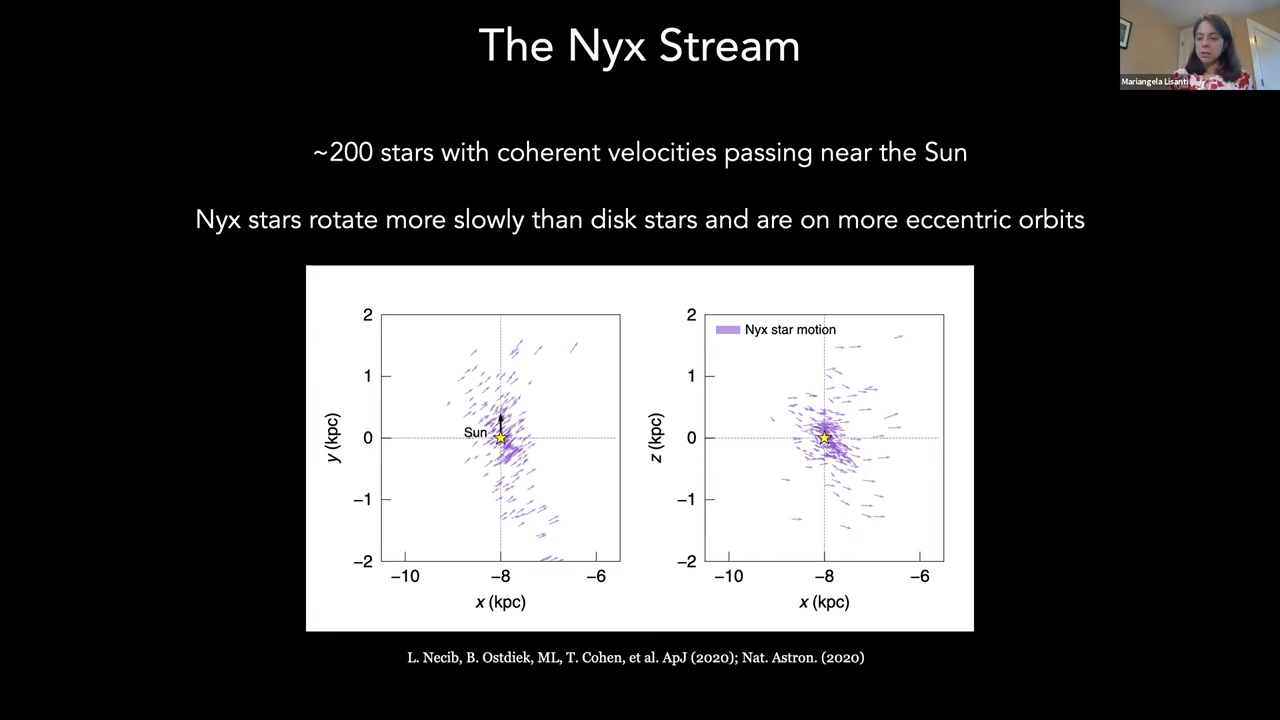 The Nyx Stream
Mariangela Lisanti
~200 stars with coherent velocities passing near the Sun
Nyx stars rotate more slowly than disk stars and are on more eccentric orbits
2
1
0
−1
−2
y (kpc)
Sun
−10
−8
−6
x (kpc)
2
1
0
−1
−2
z (kpc)
Nyx star motion
−10
−8
−6
x (kpc)
L. Necib, B. Ostdiek, ML, T. Cohen, et al. ApJ (2020); Nat. Astron. (2020)